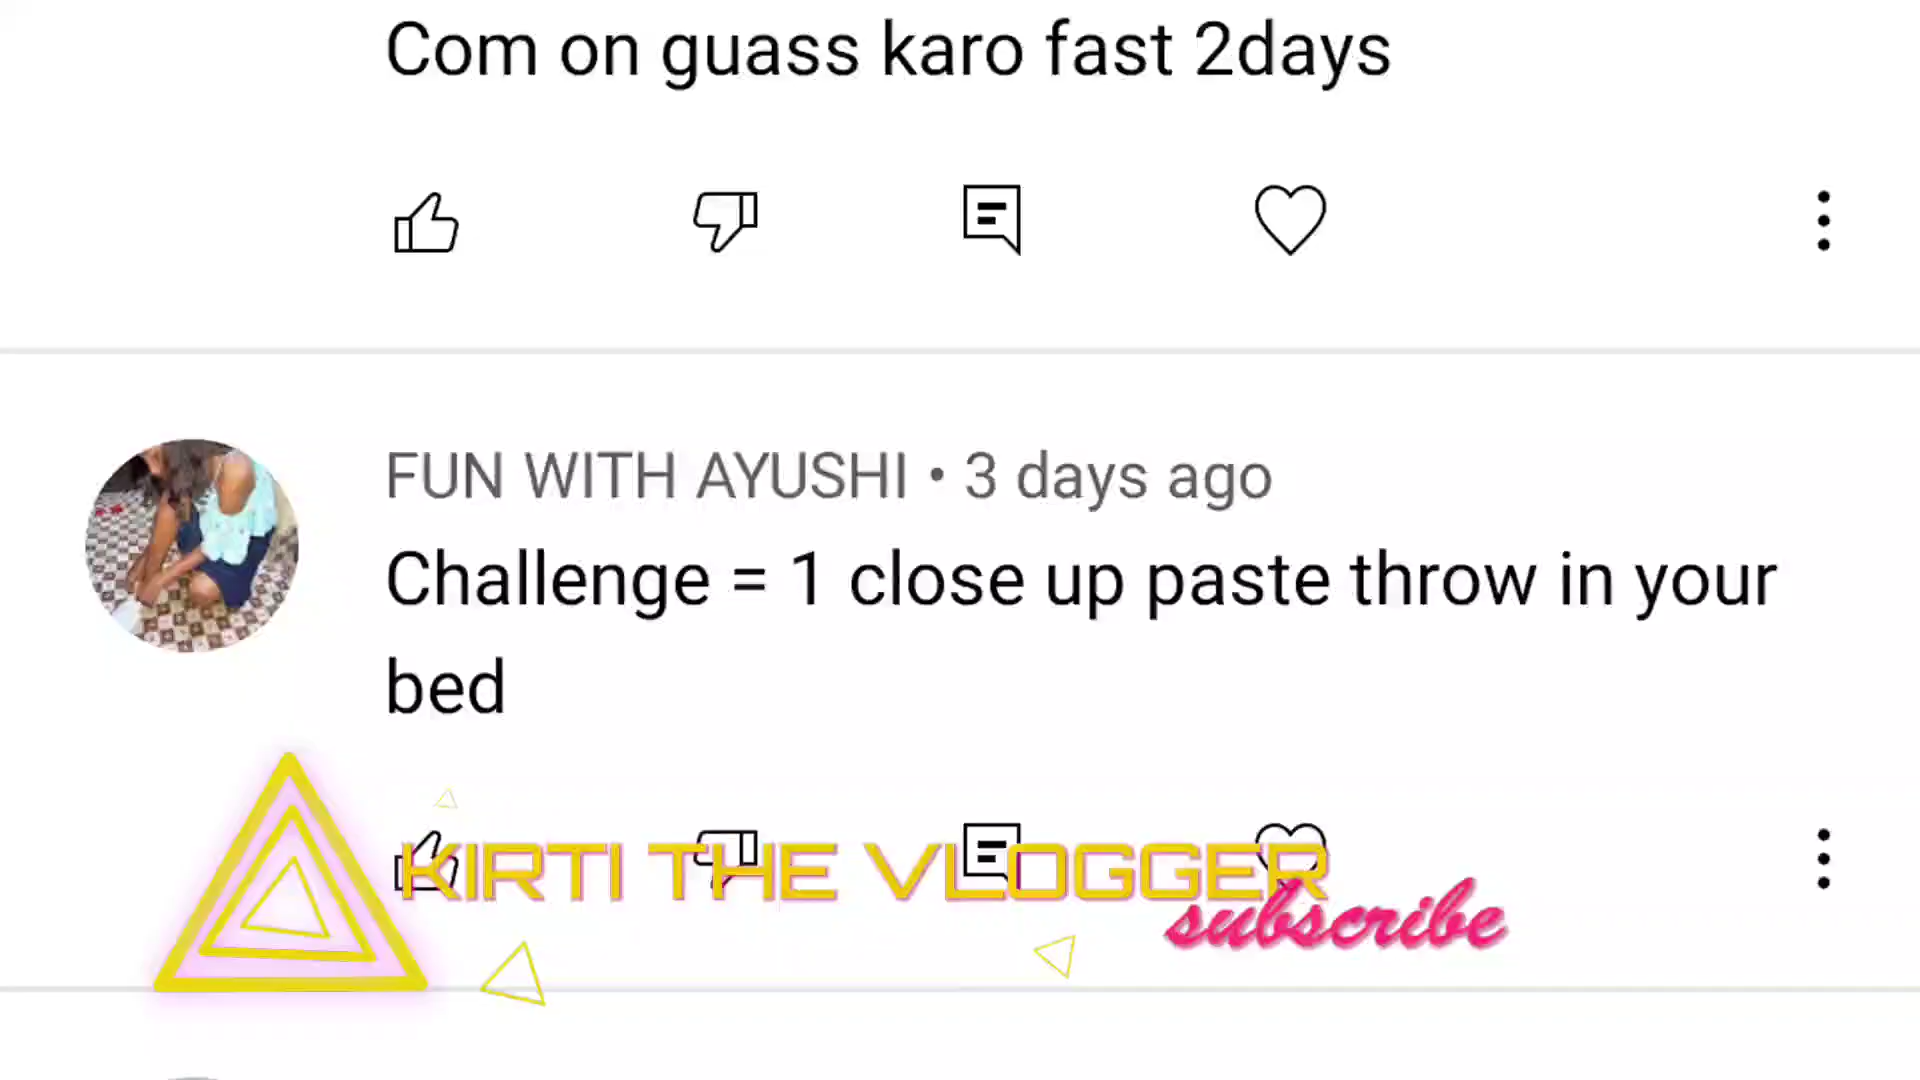 Com on guass karo fast 2days
FUN WITH AYUSHI • 3 days ago
Challenge = 1 close up paste throw in your
bed
KIRTI THE VLOGGER
subscribe